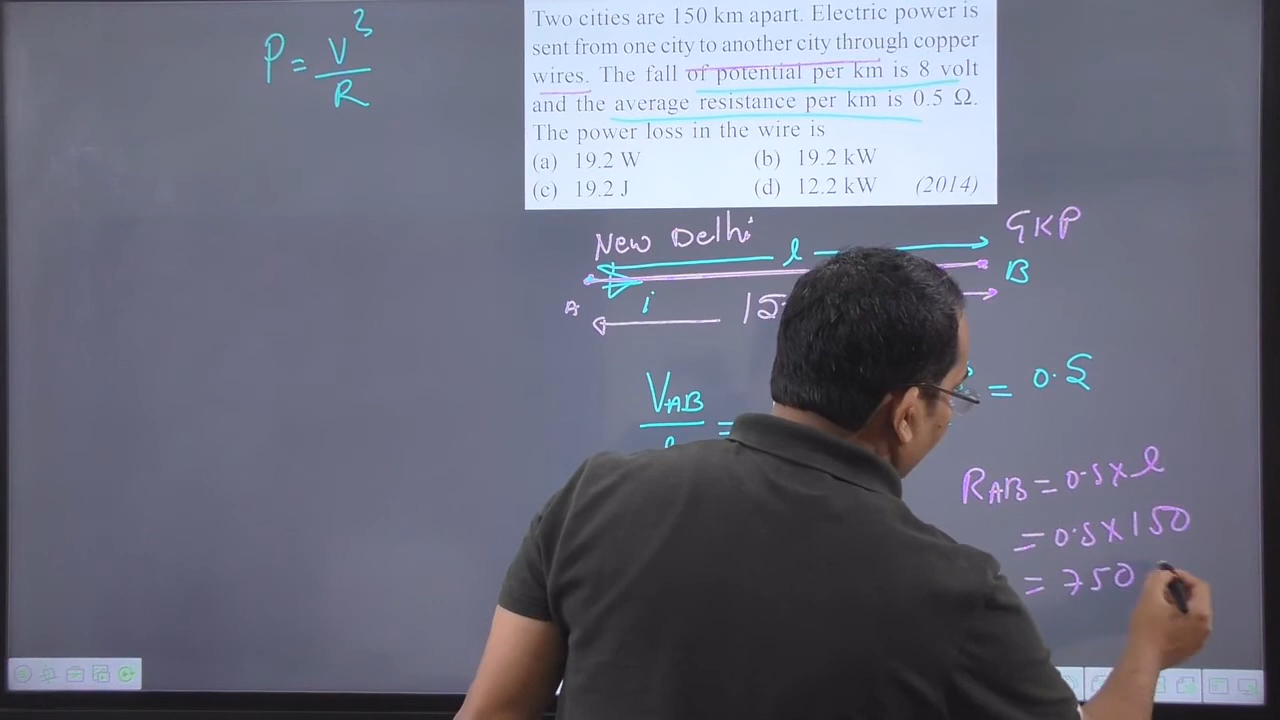 P = V²/R
Two cities are 150 km apart. Electric power is
sent from one city to another city through copper
wires. The fall of potential per km is 8 volt
and the average resistance per km is 0.5 Ω.
The power loss in the wire is
(a) 19.2 W (b) 19.2 kW
(c) 19.2 J (d) 12.2 kW (2014)
New Delhi l GKP
A i B
V_AB/l = = 0.5
R_AB = 0.5 x l
= 0.5 x 150
= 750